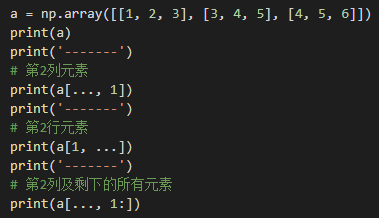 a = np.array([[1, 2, 3], [3, 4, 5], [4, 5, 6]])
print(a)
print('-------')
# 第2列元素
print(a[..., 1])
print('-------')
# 第2行元素
print(a[1, ...])
print('-------')
# 第2列及剩下的所有元素
print(a[..., 1:])